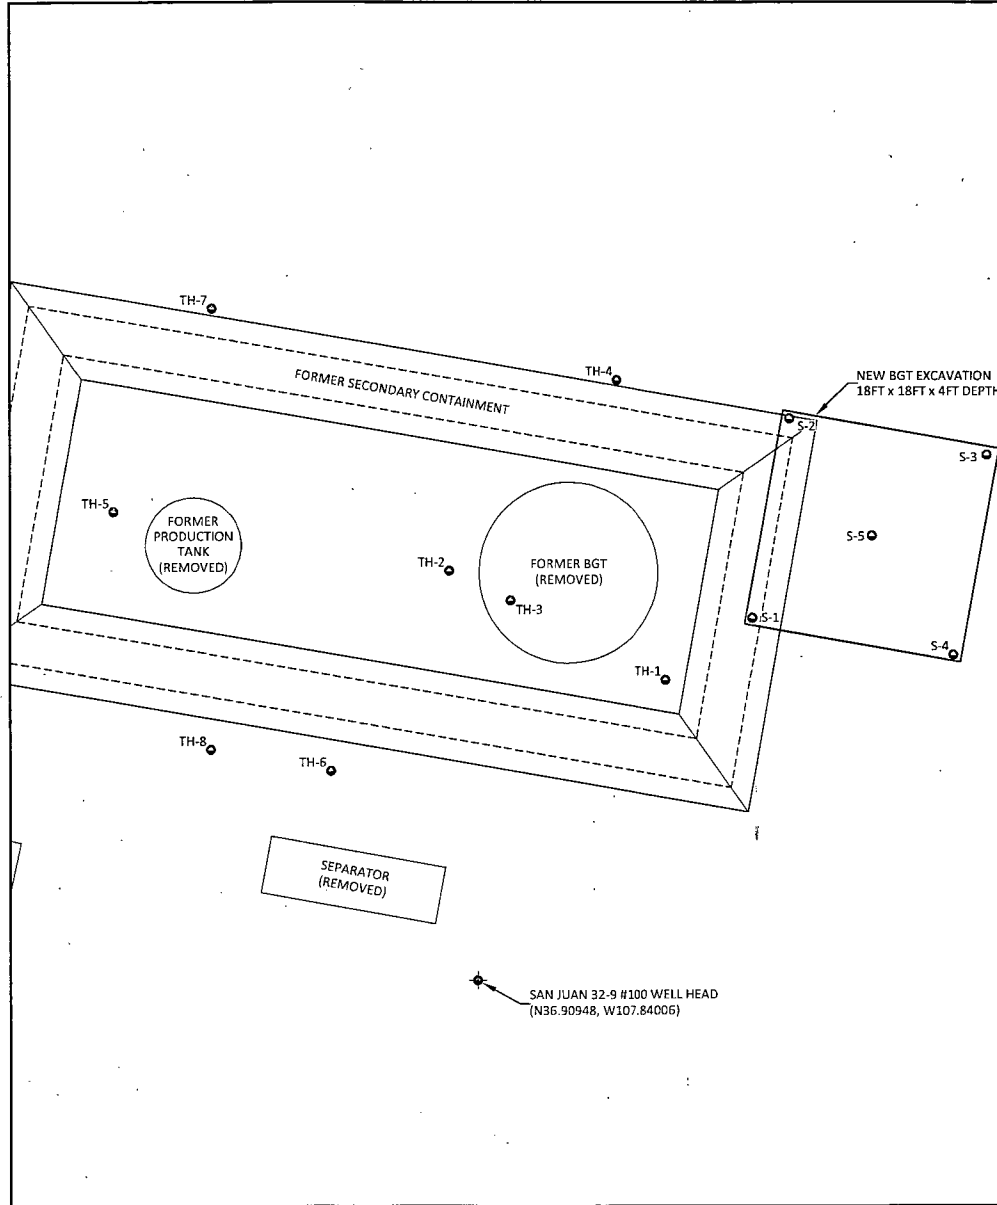 TH-7
TH-4
FORMER SECONDARY CONTAINMENT
NEW BGT EXCAVATION
18FT x 18FT x 4FT DEPTH
S-2
S-3
TH-5
FORMER
PRODUCTION
TANK
(REMOVED)
TH-2
FORMER BGT
(REMOVED)
S-5
TH-3
S-1
S-4
TH-1
TH-8
TH-6
SEPARATOR
(REMOVED)
SAN JUAN 32-9 #100 WELL HEAD
(N36.90948, W107.84006)